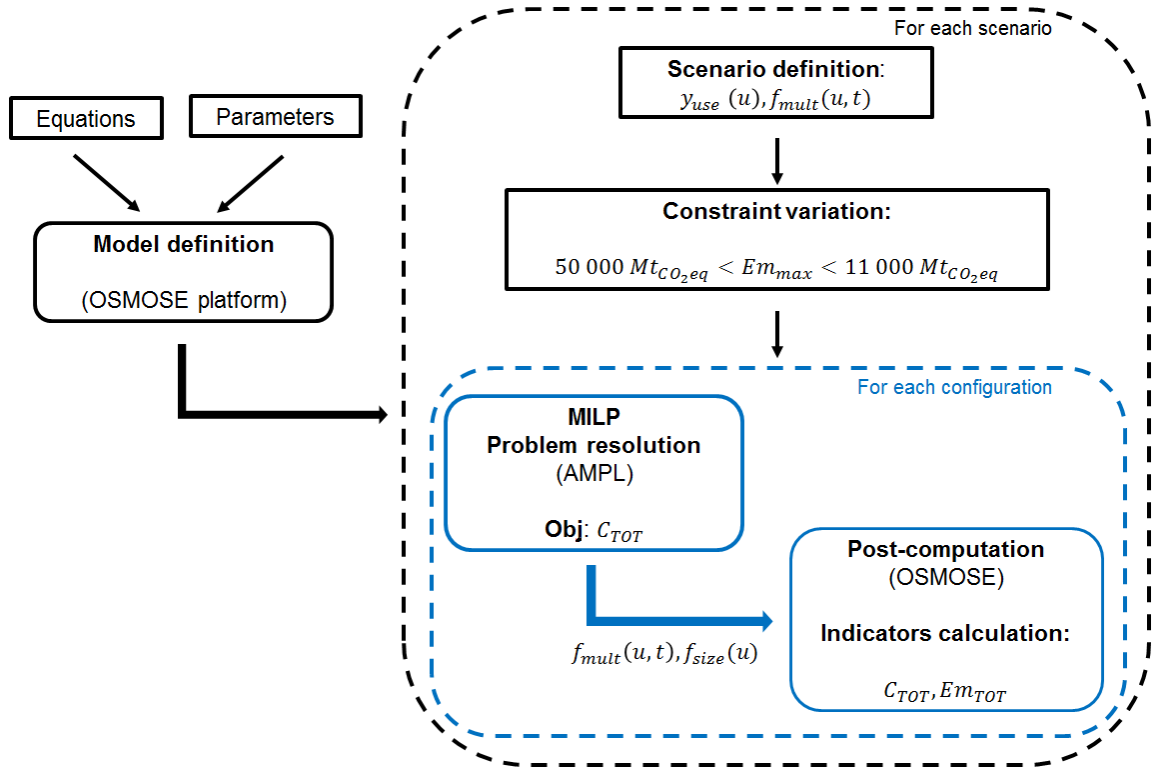 For each scenario
Scenario definition:
y_use (u), f_mult(u, t)
Equations
Parameters
Constraint variation:
50 000 Mt_CO₂eq < Em_max < 11 000 Mt_CO₂eq
Model definition
(OSMOSE platform)
For each configuration
MILP
Problem resolution
(AMPL)
Obj: C_TOT
f_mult(u, t), f_size(u)
Post-computation
(OSMOSE)
Indicators calculation:
C_TOT, Em_TOT